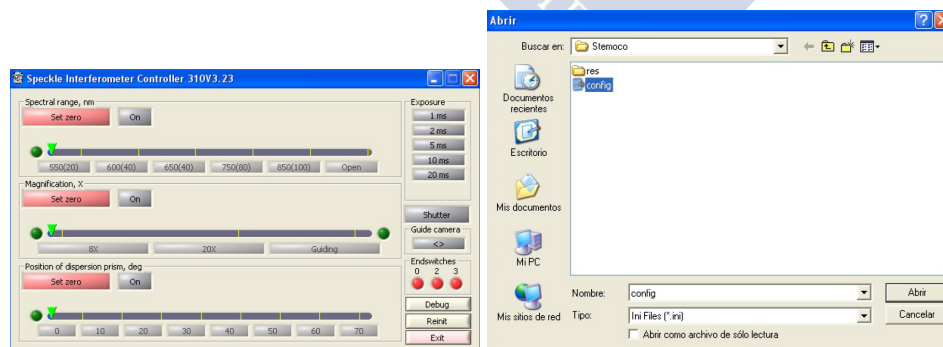 Speckle Interferometer Controller 310V3.23
Spectral range, nm
Set zero On
550(20) 600(40) 650(40) 750(80) 850(100) Open
Magnification, X
Set zero On
8X 20X Guiding
Position of dispersion prism, deg
Set zero On
0 10 20 30 40 50 60 70
Exposure
1 ms
2 ms
5 ms
10 ms
20 ms
Shutter
Guide camera
<>
Endswitches
0 2 3
Debug
Reinit
Exit
Abrir
Buscar en: Stemoco
Documentos
recientes
Escritorio
Mis documentos
Mi PC
Mis sitios de red
res
config
Nombre: config Abrir
Tipo: Ini Files (*.ini) Cancelar
Abrir como archivo de sólo lectura